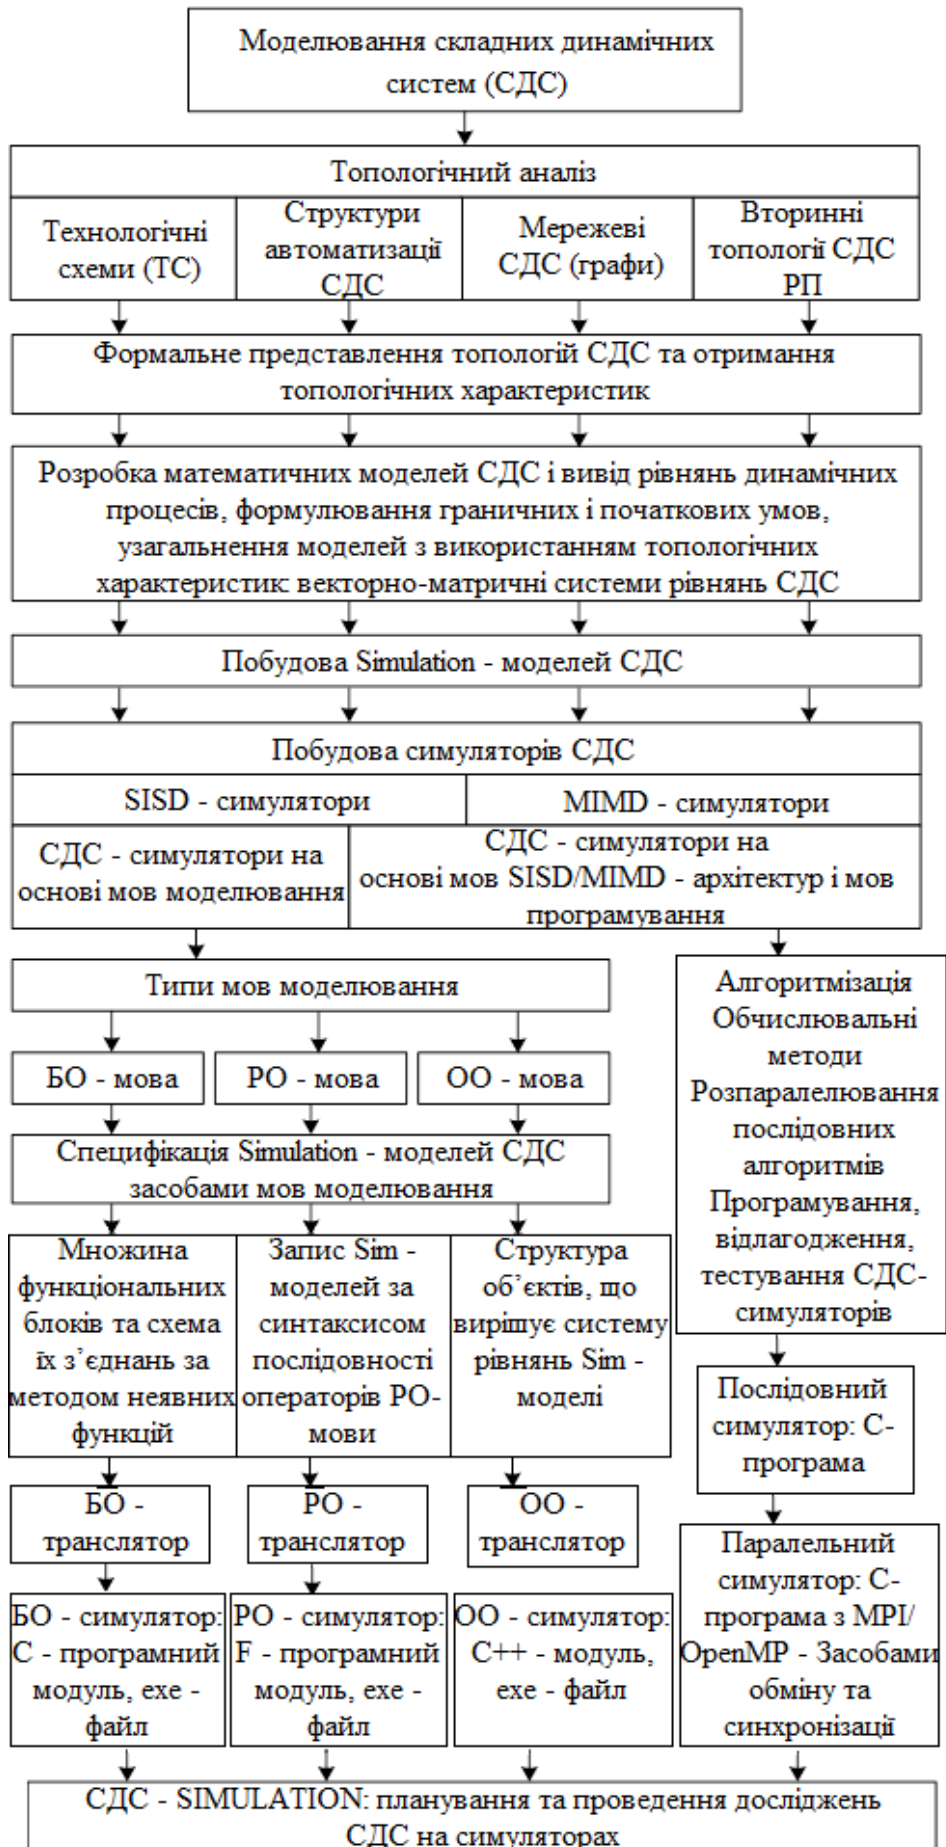 Моделювання складних динамічних
систем (СДС)
Топологічний аналіз
Технологічні
схеми (ТС)
Структури
автоматизації
СДС
Мережеві
СДС (графи)
Вторинні
топології СДС
РП
Формальне представлення топологій СДС та отримання
топологічних характеристик
Розробка математичних моделей СДС і вивід рівнянь динамічних
процесів, формулювання граничних і початкових умов,
узагальнення моделей з використанням топологічних
характеристик: векторно-матричні системи рівнянь СДС
Побудова Simulation - моделей СДС
Побудова симуляторів СДС
SISD - симулятори
MIMD - симулятори
СДС - симулятори на
основі мов моделювання
СДС - симулятори на
основі мов SISD/MIMD - архітектур і мов
програмування
Типи мов моделювання
БО - мова
РО - мова
ОО - мова
Специфікація Simulation - моделей СДС
засобами мов моделювання
Множина
функціональних
блоків та схема
їх з’єднань за
методом неявних
функцій
Запис Sim -
моделей за
синтаксисом
послідовності
операторів РО-
мови
Структура
об’єктів, що
вирішує систему
рівнянь Sim -
моделі
БО -
транслятор
РО -
транслятор
ОО -
транслятор
БО - симулятор:
С - програмний
модуль, exe -
файл
РО - симулятор:
F - програмний
модуль, exe -
файл
ОО - симулятор:
С++ - модуль,
exe - файл
Алгоритмізація
Обчислювальні
методи
Розпаралелювання
послідовних
алгоритмів
Програмування,
відлагодження,
тестування СДС-
симуляторів
Послідовний
симулятор: С-
програма
Паралельний
симулятор: С-
програма з MPI/
OpenMP - Засобами
обміну та
синхронізації
СДС - SIMULATION: планування та проведення досліджень
СДС на симуляторах